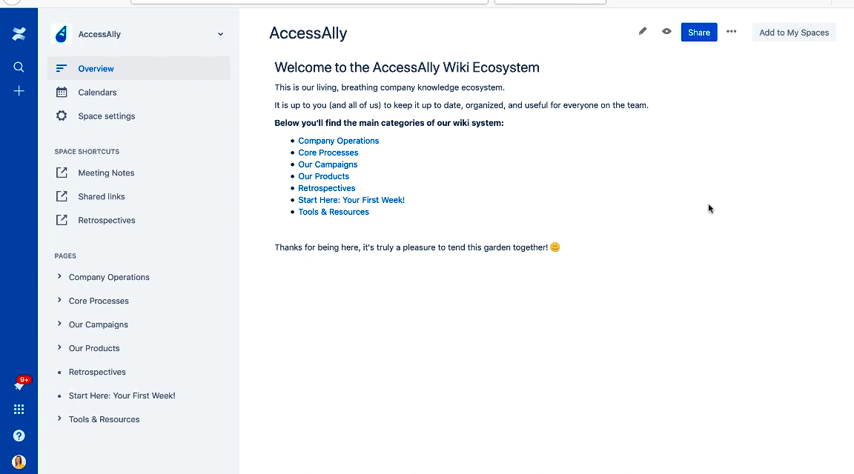 AccessAlly
Overview
Calendars
Space settings
SPACE SHORTCUTS
Meeting Notes
Shared links
Retrospectives
PAGES
Company Operations
Core Processes
Our Campaigns
Our Products
Retrospectives
Start Here: Your First Week!
Tools & Resources
9+
AccessAlly
Share
Add to My Spaces
Welcome to the AccessAlly Wiki Ecosystem
This is our living, breathing company knowledge ecosystem.
It is up to you (and all of us) to keep it up to date, organized, and useful for everyone on the team.
Below you'll find the main categories of our wiki system:
Company Operations
Core Processes
Our Campaigns
Our Products
Retrospectives
Start Here: Your First Week!
Tools & Resources
Thanks for being here, it's truly a pleasure to tend this garden together! 😊